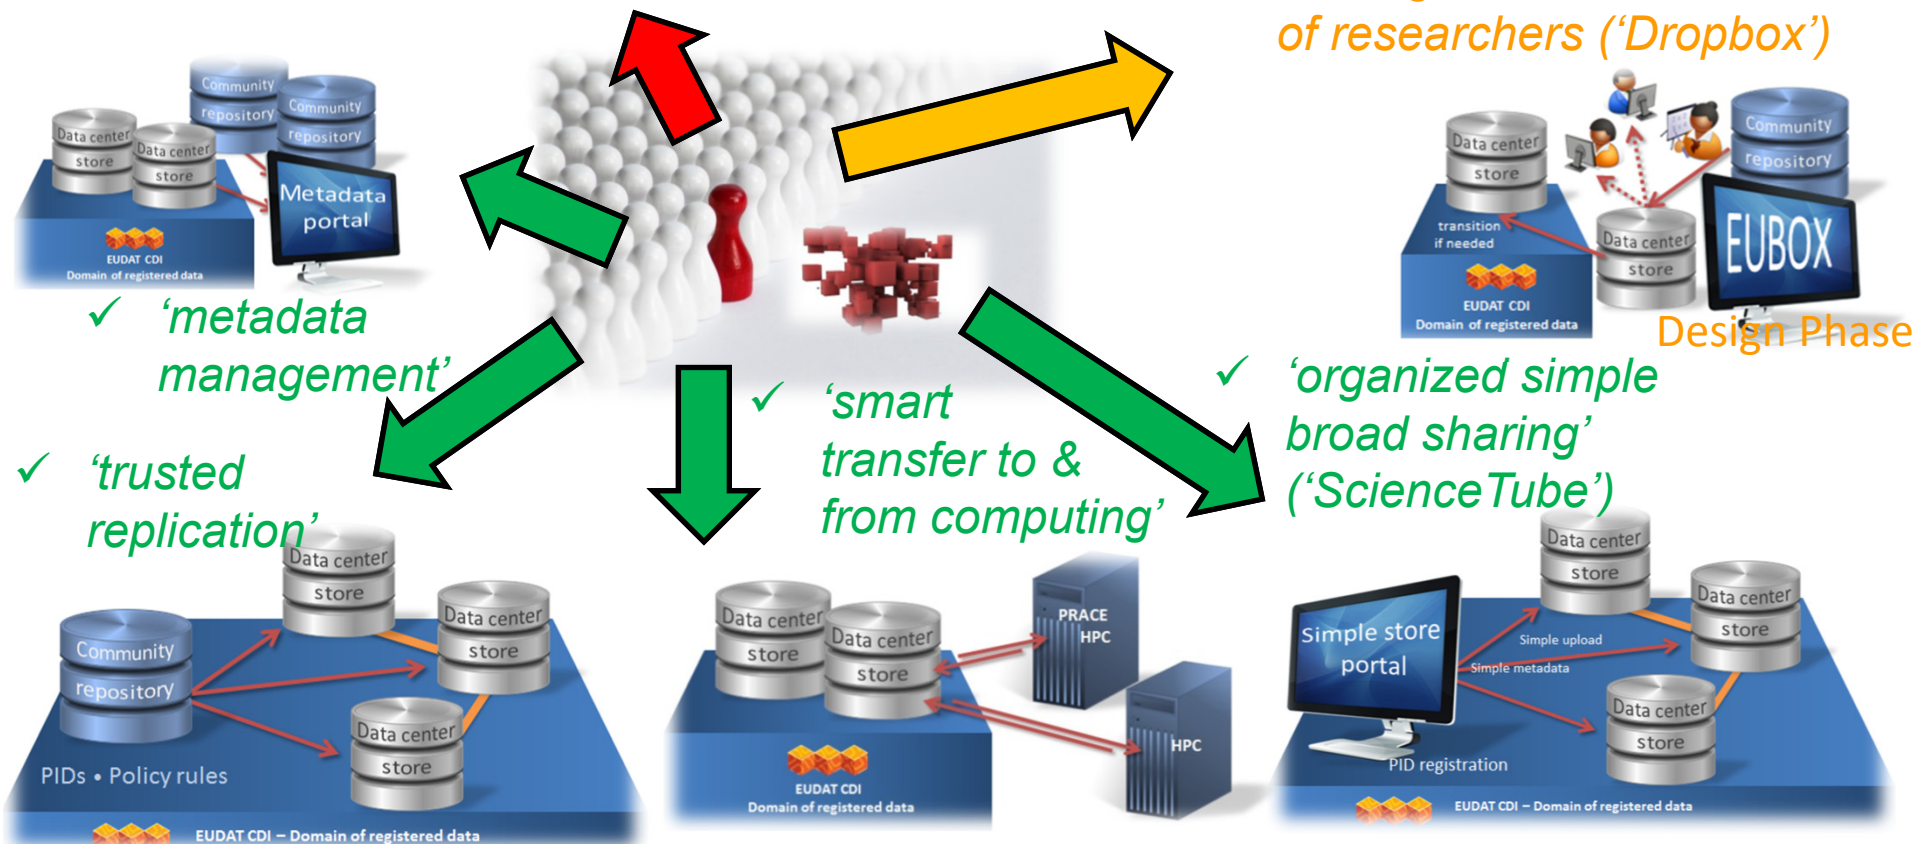 of researchers (‘Dropbox’)
Community
repository
Community
repository
Data center
store
Data center
store
Metadata
portal
EUDAT CDI
Domain of registered data
✓ ‘metadata
management’
Data center
store
Community
repository
transition
if needed
Data center
store
EUBOX
EUDAT CDI
Domain of registered data
Design Phase
✓ ‘trusted
replication’
✓ ‘smart
transfer to &
from computing’
✓ ‘organized simple
broad sharing’
(‘ScienceTube’)
Data center
store
Data center
store
Community
repository
Data center
store
PIDs • Policy rules
EUDAT CDI – Domain of registered data
Data center
store
Data center
store
PRACE
HPC
HPC
EUDAT CDI
Domain of registered data
Data center
store
Data center
store
Simple store
portal
Simple upload
Simple metadata
Data center
store
PID registration
EUDAT CDI – Domain of registered data